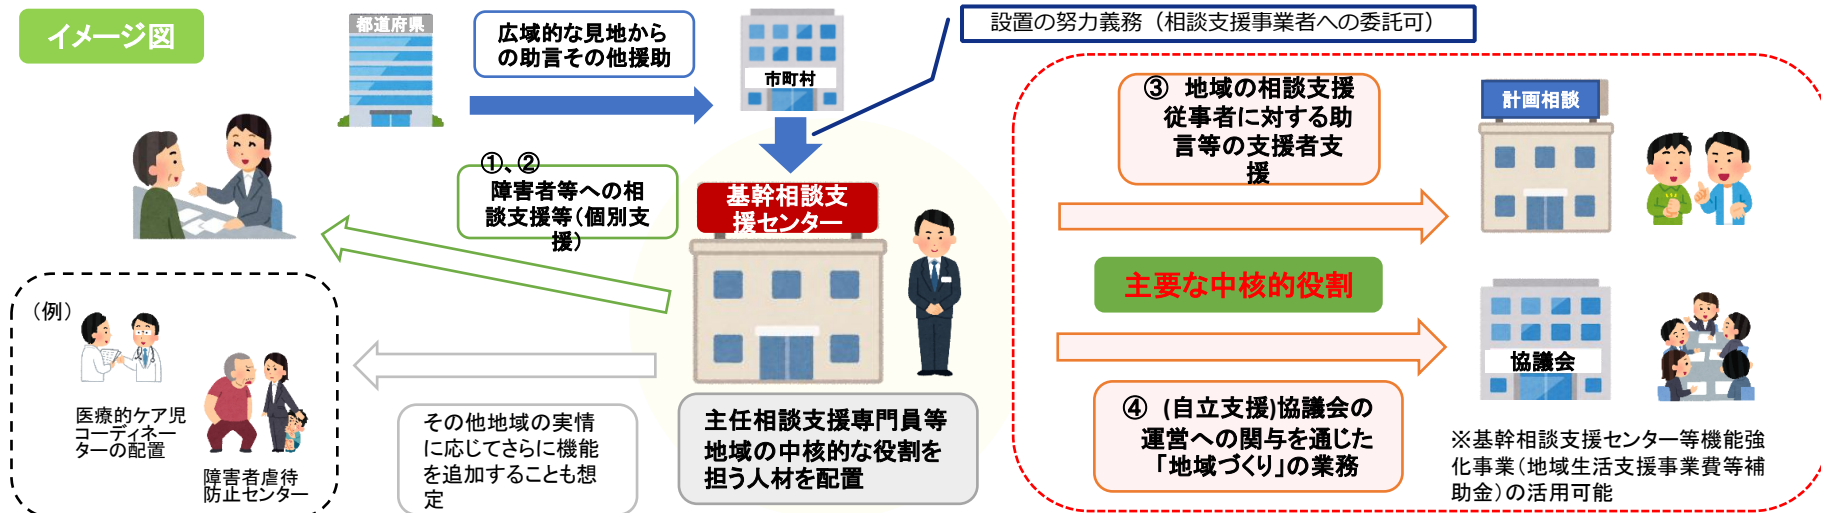 イメージ図
都道府県
広域的な見地から
の助言その他援助
市町村
設置の努力義務（相談支援事業者への委託可）
①、②
障害者等への相
談支援等（個別支
援）
基幹相談支
援センター
③ 地域の相談支援
従事者に対する助
言等の支援者支
援
計画相談
主要な中核的役割
（例）
医療的ケア児
コーディネー
ターの配置
障害者虐待
防止センター
その他地域の実情
に応じてさらに機能
を追加することも想
定
主任相談支援専門員等
地域の中核的な役割を
担う人材を配置
④ (自立支援)協議会の
運営への関与を通じた
「地域づくり」の業務
協議会
※基幹相談支援センター等機能強
化事業（地域生活支援事業費等補
助金）の活用可能